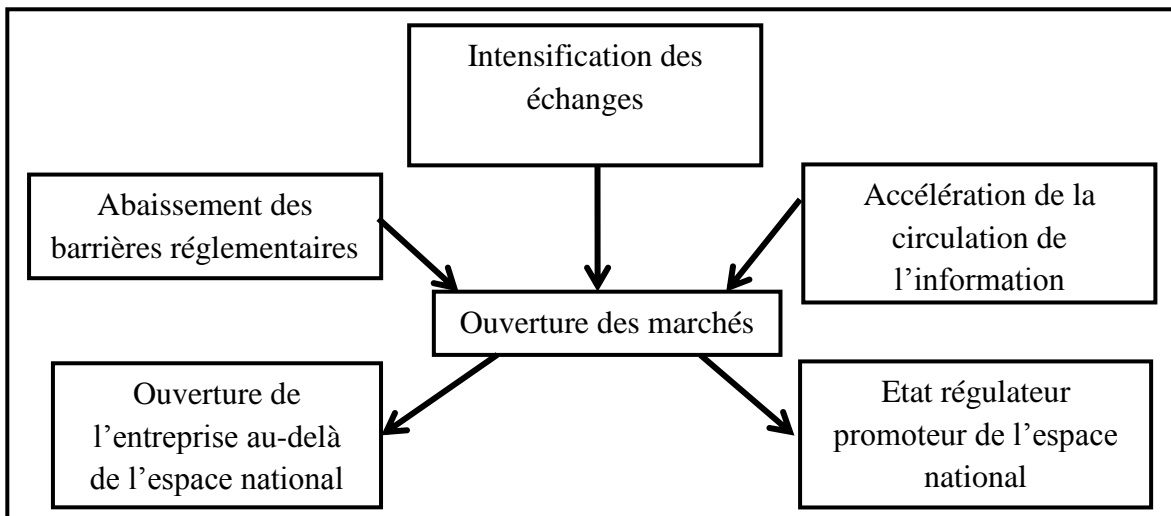 Intensification des
échanges
Abaissement des
barrières réglementaires
Accélération de la
circulation de
l’information
Ouverture des marchés
Ouverture de
l’entreprise au-delà
de l’espace national
Etat régulateur
promoteur de l’espace
national